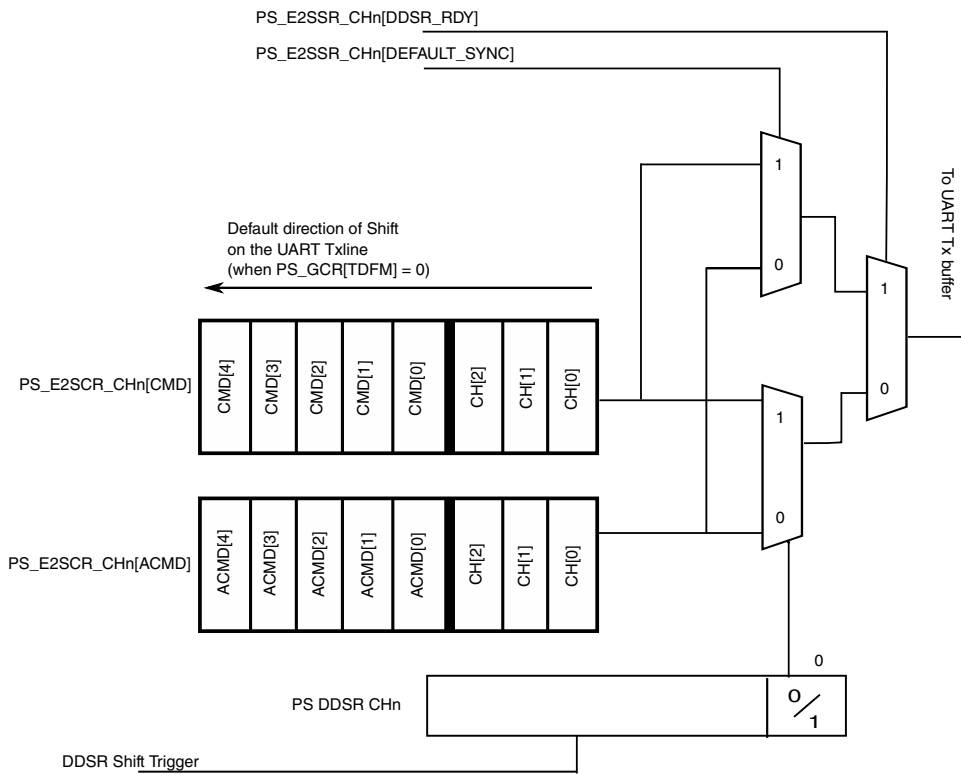 PS_E2SSR_CHn[DDSR_RDY]
PS_E2SSR_CHn[DEFAULT_SYNC]
1
0
To UART Tx buffer
Default direction of Shift
on the UART Txline
(when PS_GCR[TDFM] = 0)
1
0
PS_E2SCR_CHn[CMD]
CMD[4]
CMD[3]
CMD[2]
CMD[1]
CMD[0]
CH[2]
CH[1]
CH[0]
1
0
PS_E2SCR_CHn[ACMD]
ACMD[4]
ACMD[3]
ACMD[2]
ACMD[1]
ACMD[0]
CH[2]
CH[1]
CH[0]
0
PS DDSR CHn
0/1
DDSR Shift Trigger